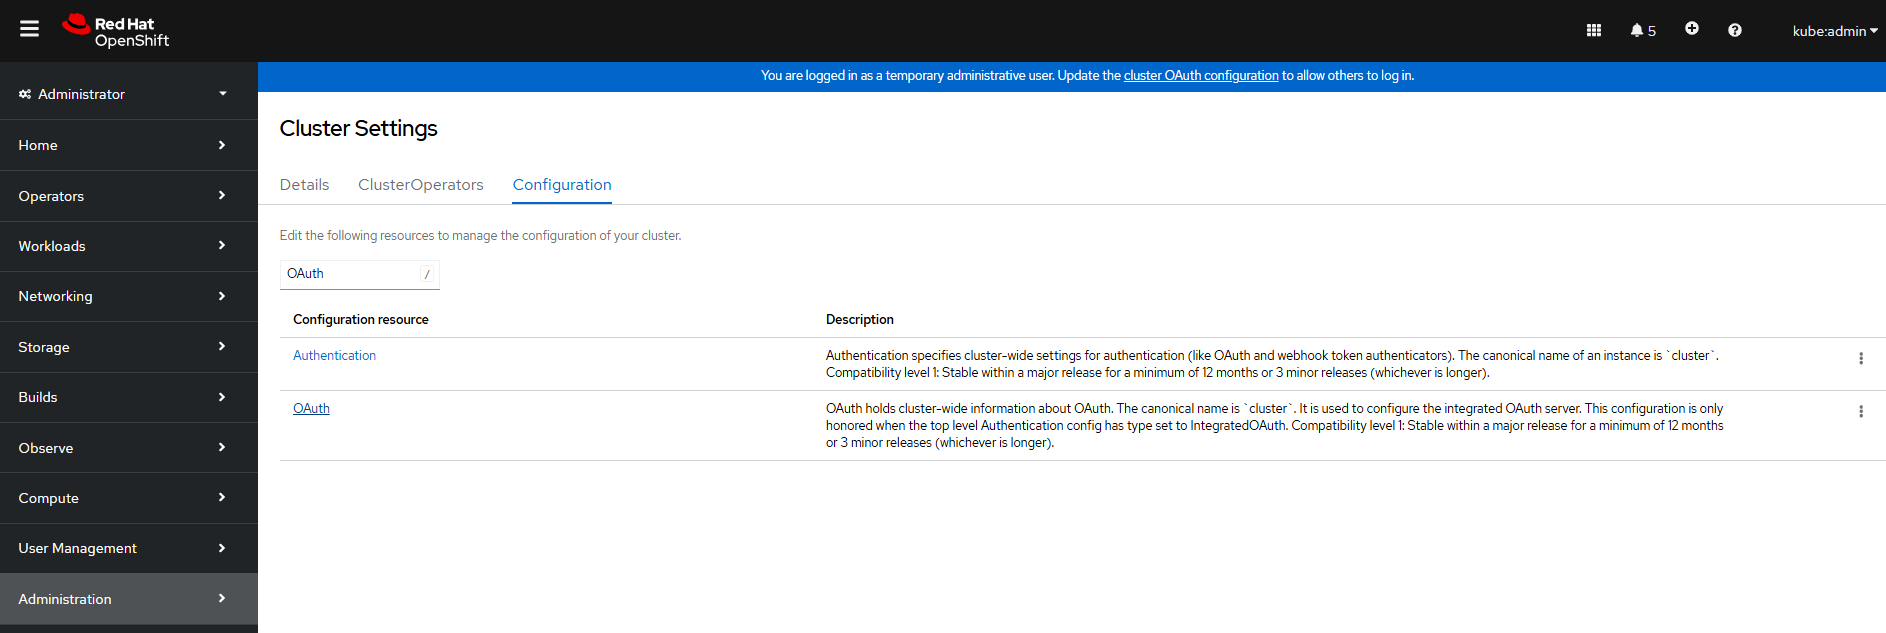 Red Hat
OpenShift
5
kube:admin
You are logged in as a temporary administrative user. Update the cluster OAuth configuration to allow others to log in.
Administrator
Home
Operators
Workloads
Networking
Storage
Builds
Observe
Compute
User Management
Administration
Cluster Settings
Details ClusterOperators Configuration
Edit the following resources to manage the configuration of your cluster.
OAuth /
Configuration resource Description
Authentication
Authentication specifies cluster-wide settings for authentication (like OAuth and webhook token authenticators). The canonical name of an instance is `cluster`.
Compatibility level 1: Stable within a major release for a minimum of 12 months or 3 minor releases (whichever is longer).
OAuth
OAuth holds cluster-wide information about OAuth. The canonical name is `cluster`. It is used to configure the integrated OAuth server. This configuration is only
honored when the top level Authentication config has type set to IntegratedOAuth. Compatibility level 1: Stable within a major release for a minimum of 12 months
or 3 minor releases (whichever is longer).